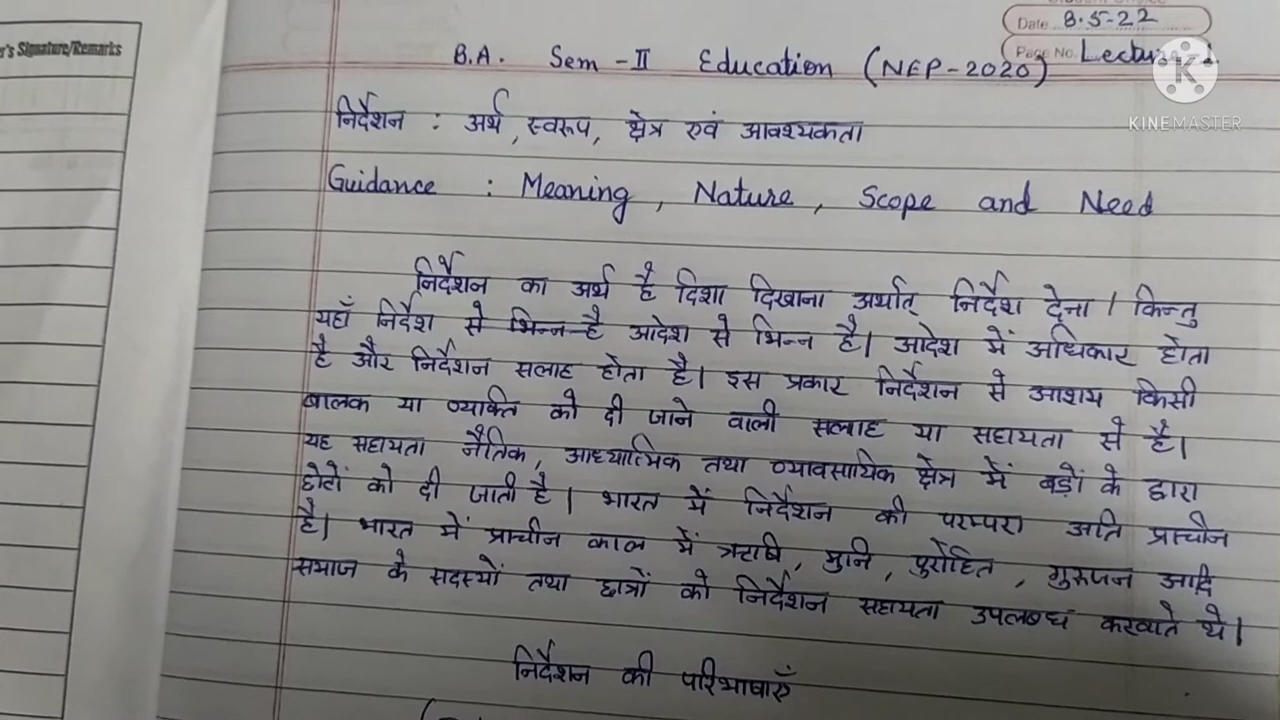 r's Signature/Remarks
Date 8.5-22
Page No. Lecture-1
B.A. Sem-II Education (NEP-2020)
KINEMASTER
निर्देशन : अर्थ, स्वरूप, क्षेत्र एवं आवश्यकता
Guidance : Meaning, Nature, Scope and Need
निर्देशन का अर्थ है दिशा दिखाना अर्थात् निर्देश देना। किन्तु
यहाँ निर्देश से भिन्न है आदेश से भिन्न है। आदेश में अधिकार होता
है और निर्देशन सलाह होता है। इस प्रकार निर्देशन से आशय किसी
बालक या व्यक्ति को दी जाने वाली सलाह या सहायता से है।
यह सहायता नैतिक, आध्यात्मिक तथा व्यावसायिक क्षेत्र में बड़ों के द्वारा
छोटों को दी जाती है। भारत में निर्देशन की परम्परा अति प्राचीन
है। भारत में प्राचीन काल में ऋषि, मुनि, पुरोहित, गुरुजन आदि
समाज के सदस्यों तथा छात्रों को निर्देशन सहायता उपलब्ध करवाते थे।
निर्देशन की परिभाषाएँ